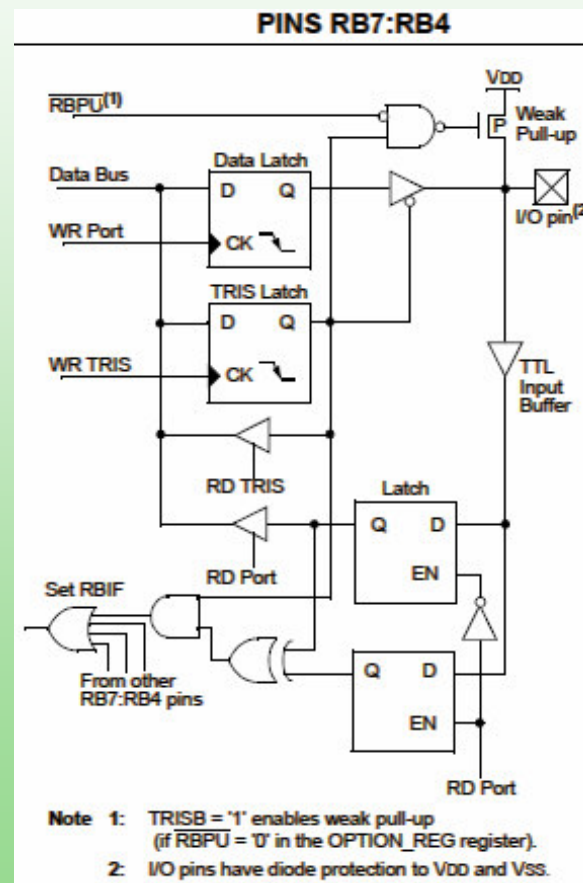 PINS RB7:RB4
VDD
RBPU(1)
P
Weak
Pull-up
Data Bus
Data Latch
D Q
I/O pin(2
WR Port
CK
TRIS Latch
D Q
WR TRIS
CK
TTL
Input
Buffer
RD TRIS
Latch
Q D
RD Port
EN
Set RBIF
From other
RB7:RB4 pins
Q D
EN
RD Port
Note 1: TRISB = '1' enables weak pull-up
(if RBPU = '0' in the OPTION_REG register).
2: I/O pins have diode protection to VDD and VSS.